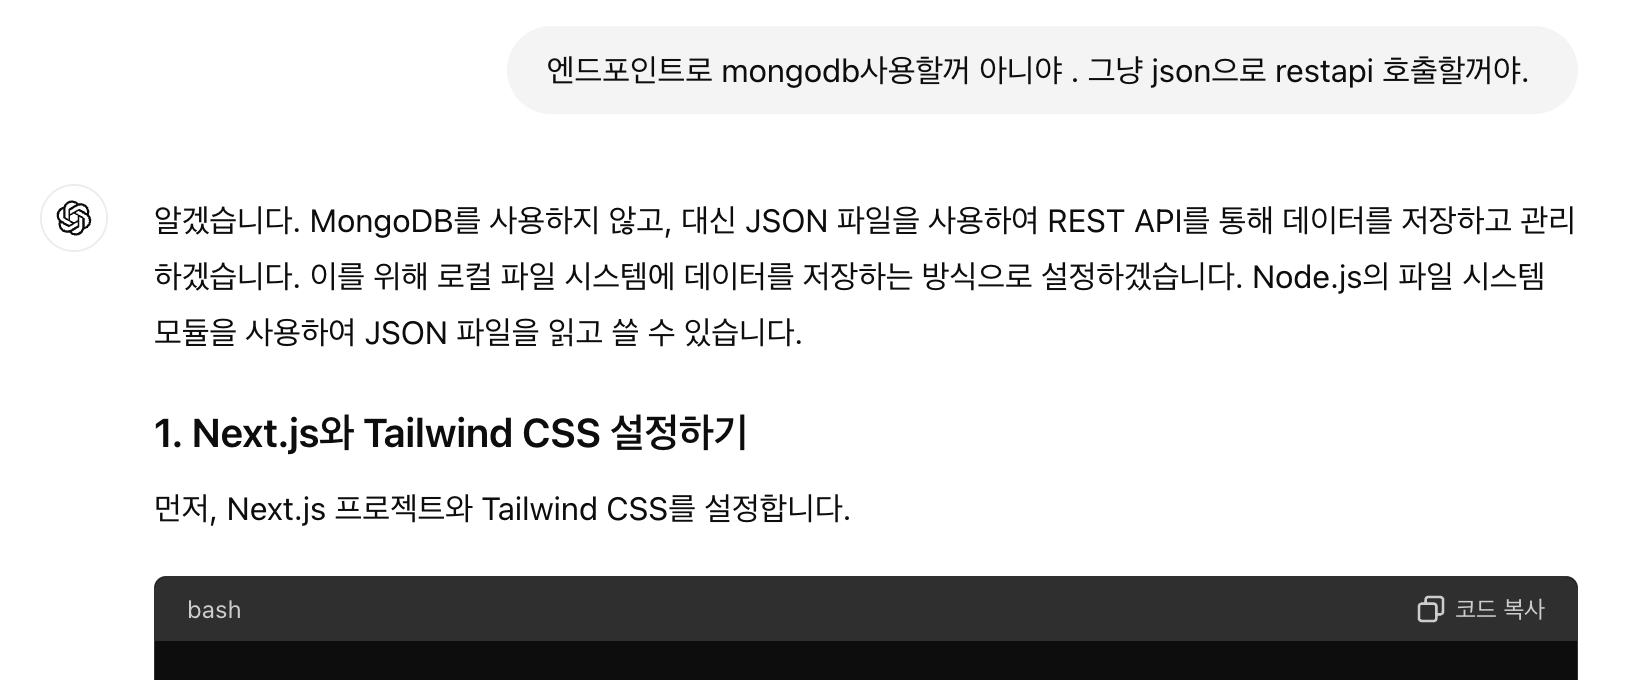 엔드포인트로 mongodb사용할꺼 아니야 . 그냥 json으로 restapi 호출할꺼야.
알겠습니다. MongoDB를 사용하지 않고, 대신 JSON 파일을 사용하여 REST API를 통해 데이터를 저장하고 관리
하겠습니다. 이를 위해 로컬 파일 시스템에 데이터를 저장하는 방식으로 설정하겠습니다. Node.js의 파일 시스템
모듈을 사용하여 JSON 파일을 읽고 쓸 수 있습니다.
1. Next.js와 Tailwind CSS 설정하기
먼저, Next.js 프로젝트와 Tailwind CSS를 설정합니다.
bash 코드 복사